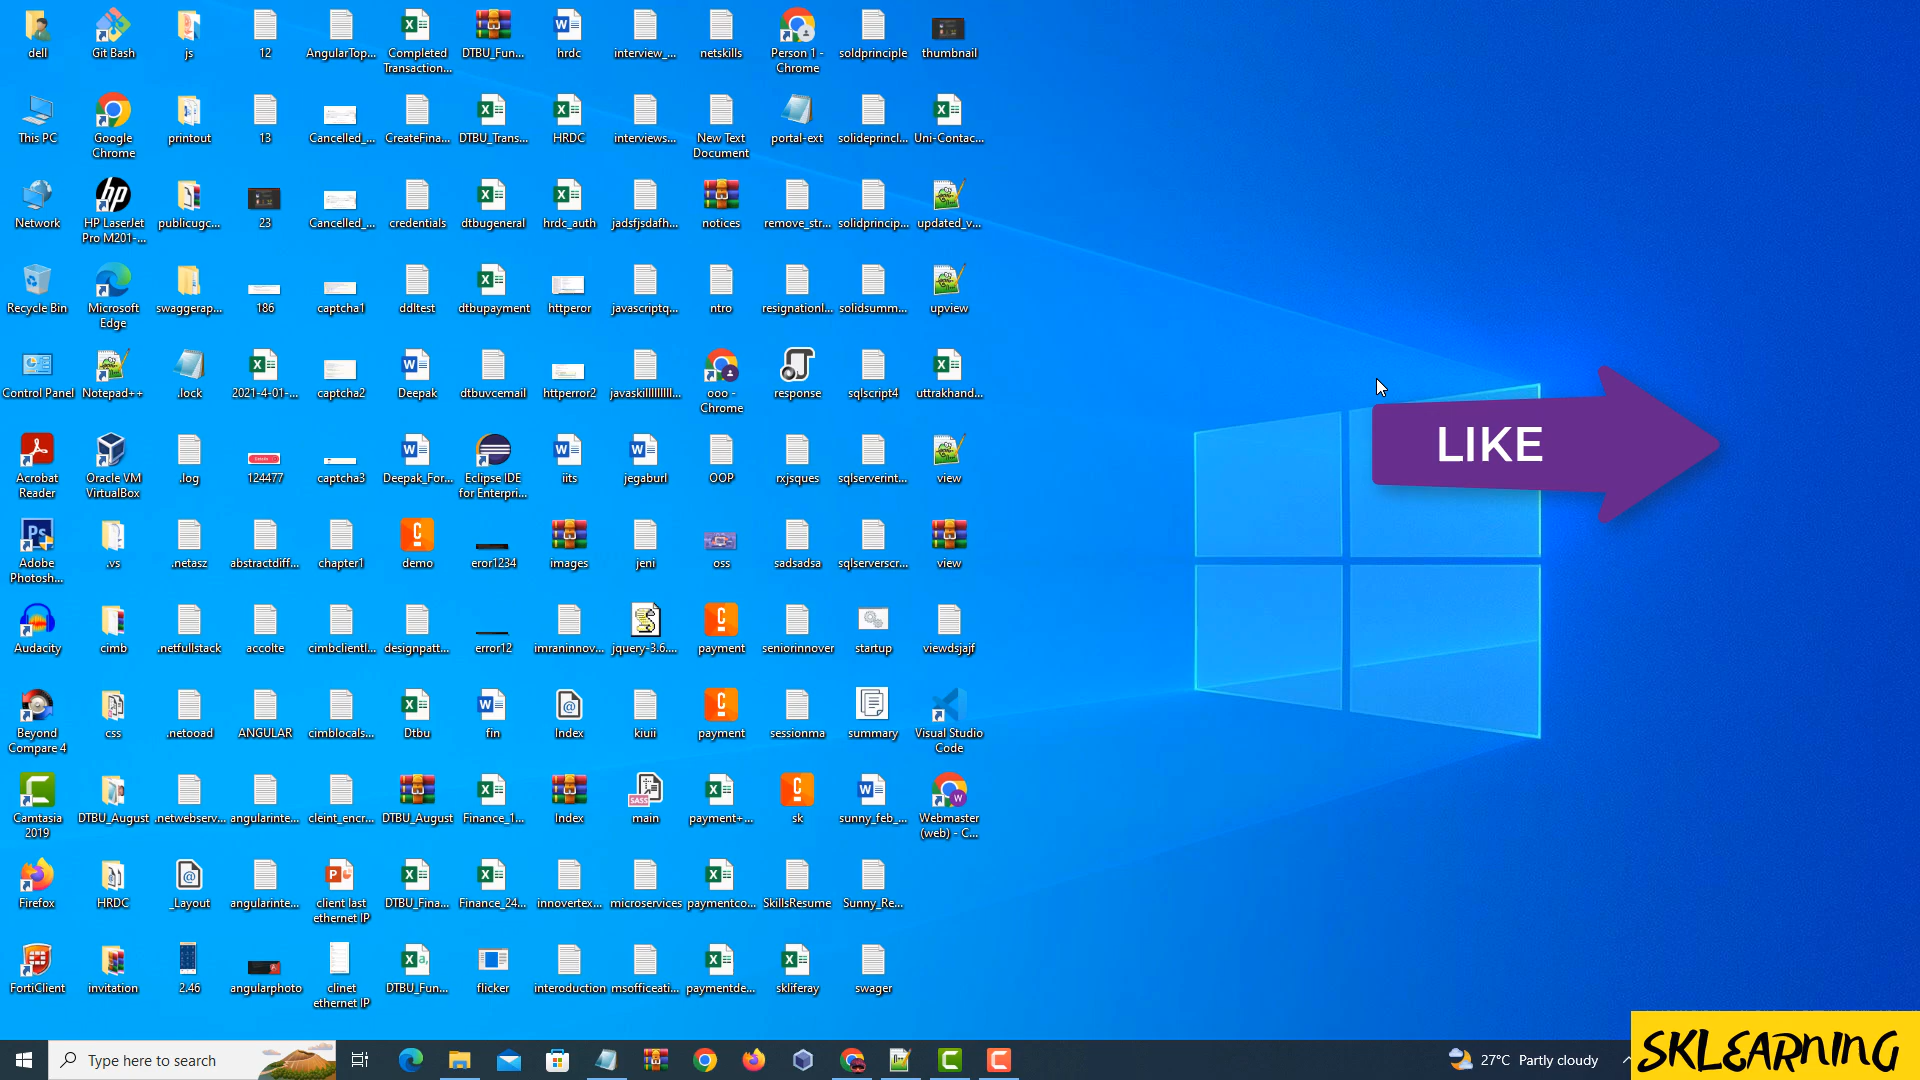 dell
Git Bash
js
12
AngularTop...
Completed
Transaction...
DTBU_Fun...
hrdc
interview_...
netskills
Person 1 -
Chrome
soldprinciple
thumbnail
This PC
Google
Chrome
printout
13
Cancelled_...
CreateFina...
DTBU_Trans...
HRDC
interviews...
New Text
Document
portal-ext
solideprincl...
Uni-Contac...
Network
HP LaserJet
Pro M201-...
publicugc...
23
Cancelled_...
credentials
dtbugeneral
hrdc_auth
jadsfjsdafh...
notices
remove_str...
solidprincip...
updated_v...
Recycle Bin
Microsoft
Edge
swaggerap...
186
captcha1
ddltest
dtbupayment
httperor
javascriptq...
ntro
resignationl...
solidsumm...
upview
Control Panel
Notepad++
.lock
2021-4-01-...
captcha2
Deepak
dtbuvcemail
httperror2
ooo -
Chrome
response
sqlscript4
uttrakhand...
LIKE
Acrobat
Reader
Oracle VM
VirtualBox
.log
124477
captcha3
Deepak_For...
Eclipse IDE
for Enterpri...
iits
jegaburl
OOP
rxjsques
sqlserverint...
view
Adobe
Photosh...
.vs
.netasz
abstractdiff...
chapter1
demo
eror1234
images
jeni
oss
sadsadsa
sqlserverscr...
view
Audacity
cimb
.netfullstack
accolte
cimbclientl...
designpatt...
error12
imraninnov...
jquery-3.6....
payment
seniorinnover
startup
viewdsjajf
Beyond
Compare 4
css
.netooad
ANGULAR
cimblocals...
Dtbu
fin
Index
kiuii
payment
sessionma
summary
Visual Studio
Code
Camtasia
2019
DTBU_August
.netwebserv...
angularinte...
cleint_encr...
DTBU_August
Finance_1...
Index
main
payment+...
sk
sunny_feb_...
Webmaster
(web) - C...
Firefox
HRDC
_Layout
angularinte...
client last
ethernet IP
DTBU_Fina...
Finance_24...
innovertex...
microservices
paymentco...
SkillsResume
Sunny_Re...
FortiClient
invitation
2.46
angularphoto
clinet
ethernet IP
DTBU_Fun...
flicker
interoduction
msofficeati...
paymentde...
skliferay
swager
Type here to search
27°C Partly cloudy
SKLEARNING